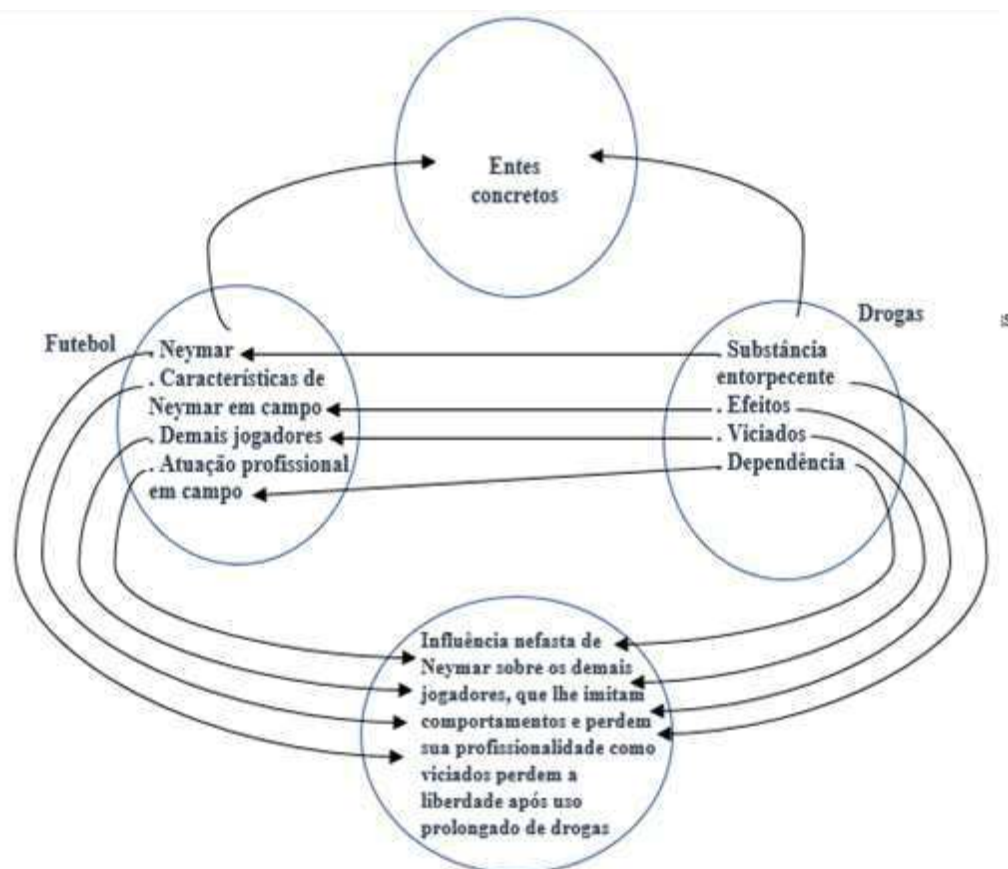 Entes
concretos
Futebol
Drogas
. Neymar
. Características de
Neymar em campo
. Demais jogadores
. Atuação profissional
em campo
. Substância
entorpecente
. Efeitos
. Viciados
. Dependência
Influência nefasta de
Neymar sobre os demais
jogadores, que lhe imitam
comportamentos e perdem
sua profissionalidade como
viciados perdem a
liberdade após uso
prolongado de drogas